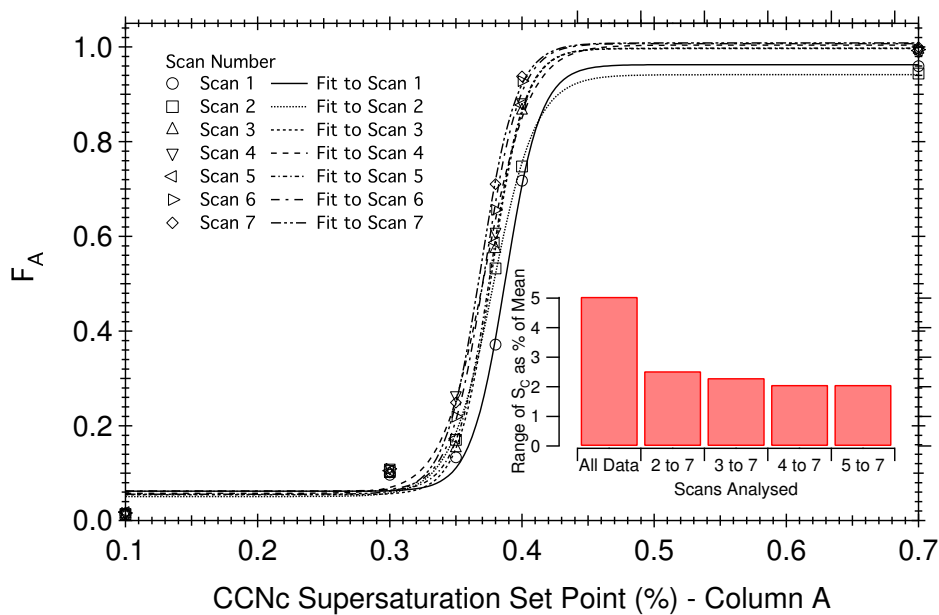 1.0
0.8
0.6
0.4
0.2
0.0
F_A
Scan Number
Scan 1 Fit to Scan 1
Scan 2 Fit to Scan 2
Scan 3 Fit to Scan 3
Scan 4 Fit to Scan 4
Scan 5 Fit to Scan 5
Scan 6 Fit to Scan 6
Scan 7 Fit to Scan 7
Range of S_C as % of Mean
5
4
3
2
1
0
All Data 2 to 7 3 to 7 4 to 7 5 to 7
Scans Analysed
0.1 0.2 0.3 0.4 0.5 0.6 0.7
CCNc Supersaturation Set Point (%) - Column A